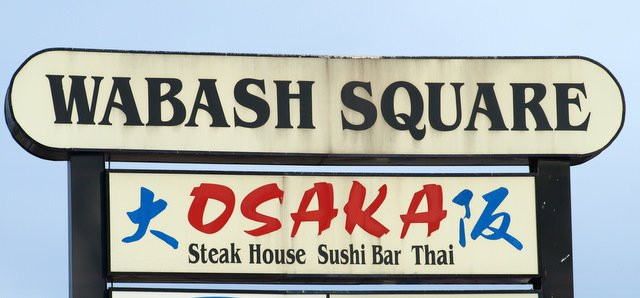 WABASH SQUARE
大 OSAKA 阪
Steak House Sushi Bar Thai